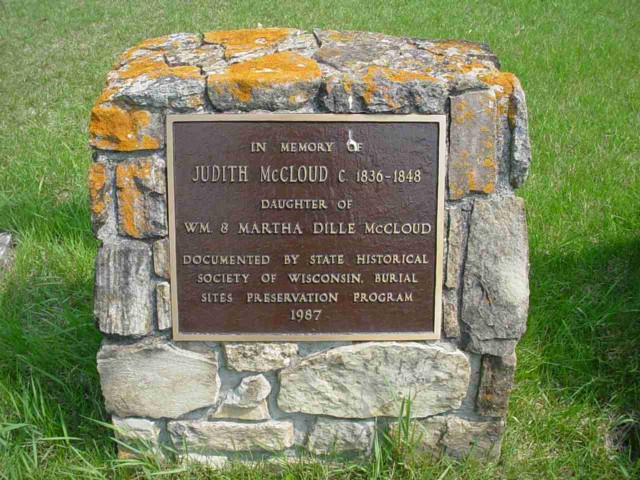 IN MEMORY OF
JUDITH McCLOUD C. 1836-1848
DAUGHTER OF
WM. & MARTHA DILLE McCLOUD
DOCUMENTED BY STATE HISTORICAL
SOCIETY OF WISCONSIN, BURIAL
SITES PRESERVATION PROGRAM
1987